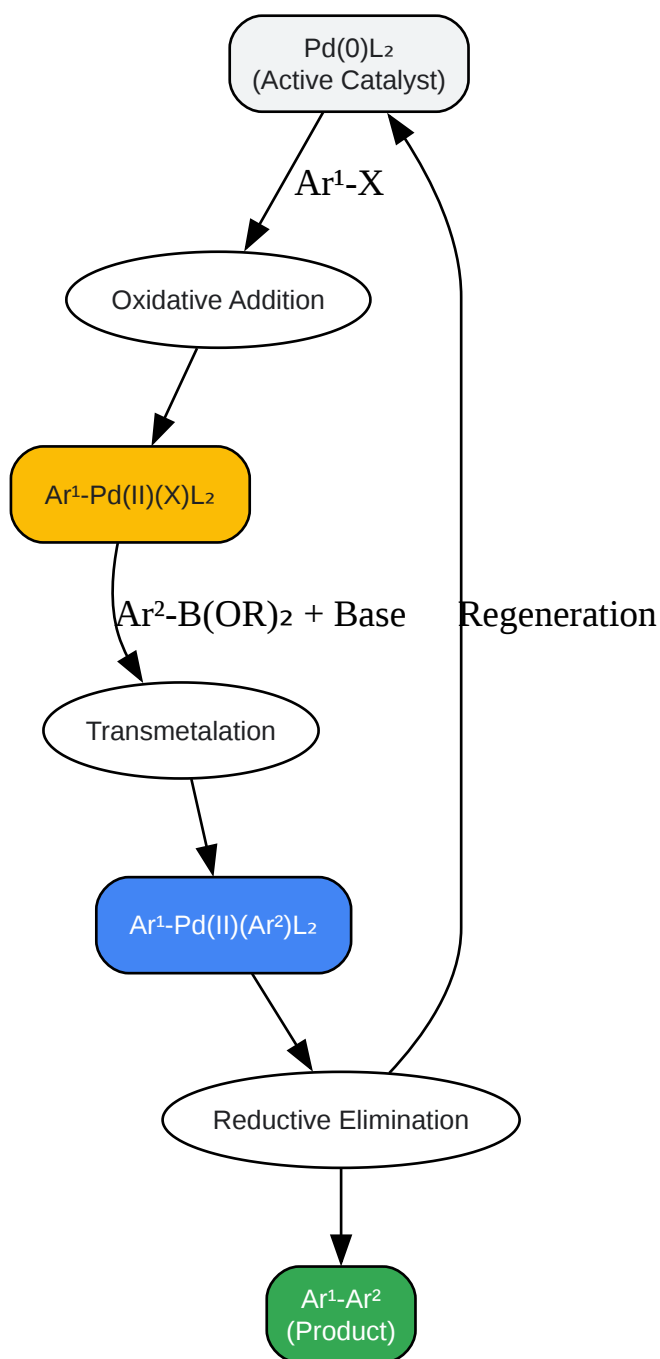 Pd(0)L₂
(Active Catalyst)
Ar¹-X
Oxidative Addition
Ar¹-Pd(II)(X)L₂
Ar²-B(OR)₂ + Base
Regeneration
Transmetalation
Ar¹-Pd(II)(Ar²)L₂
Reductive Elimination
Ar¹-Ar²
(Product)